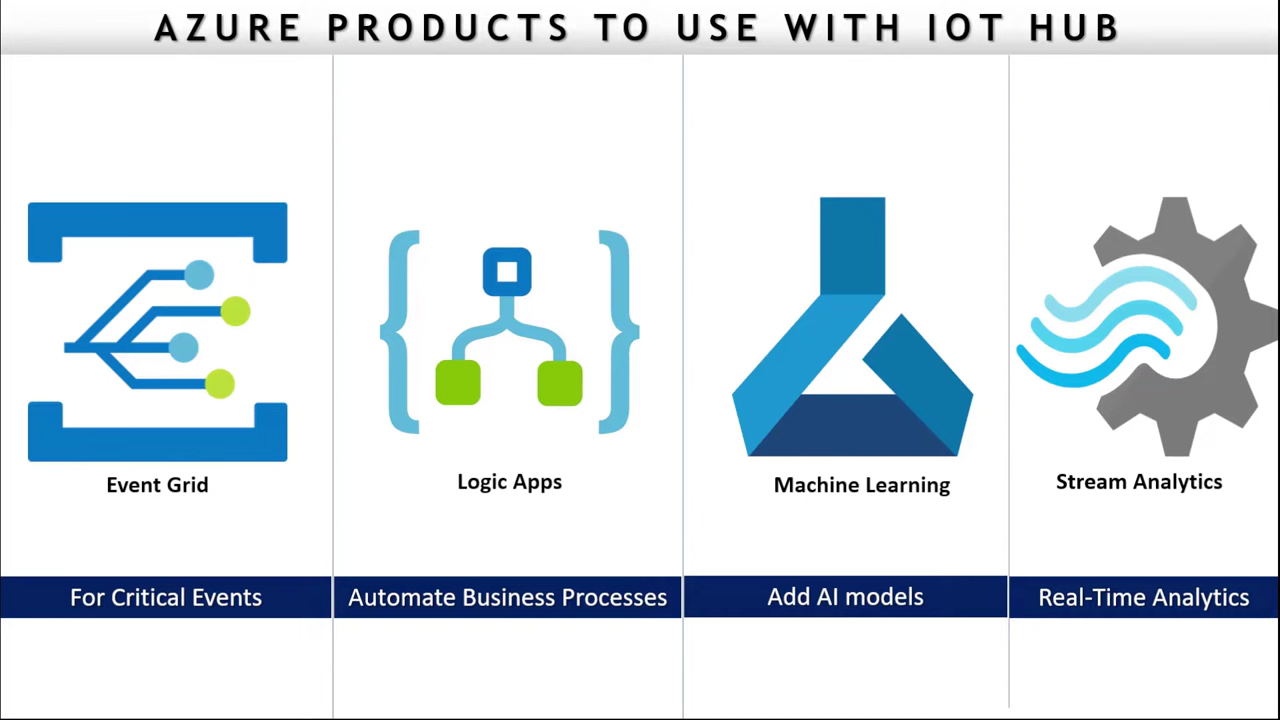 AZURE PRODUCTS TO USE WITH IOT HUB
Event Grid
Logic Apps
Machine Learning
Stream Analytics
For Critical Events
Automate Business Processes
Add AI models
Real-Time Analytics